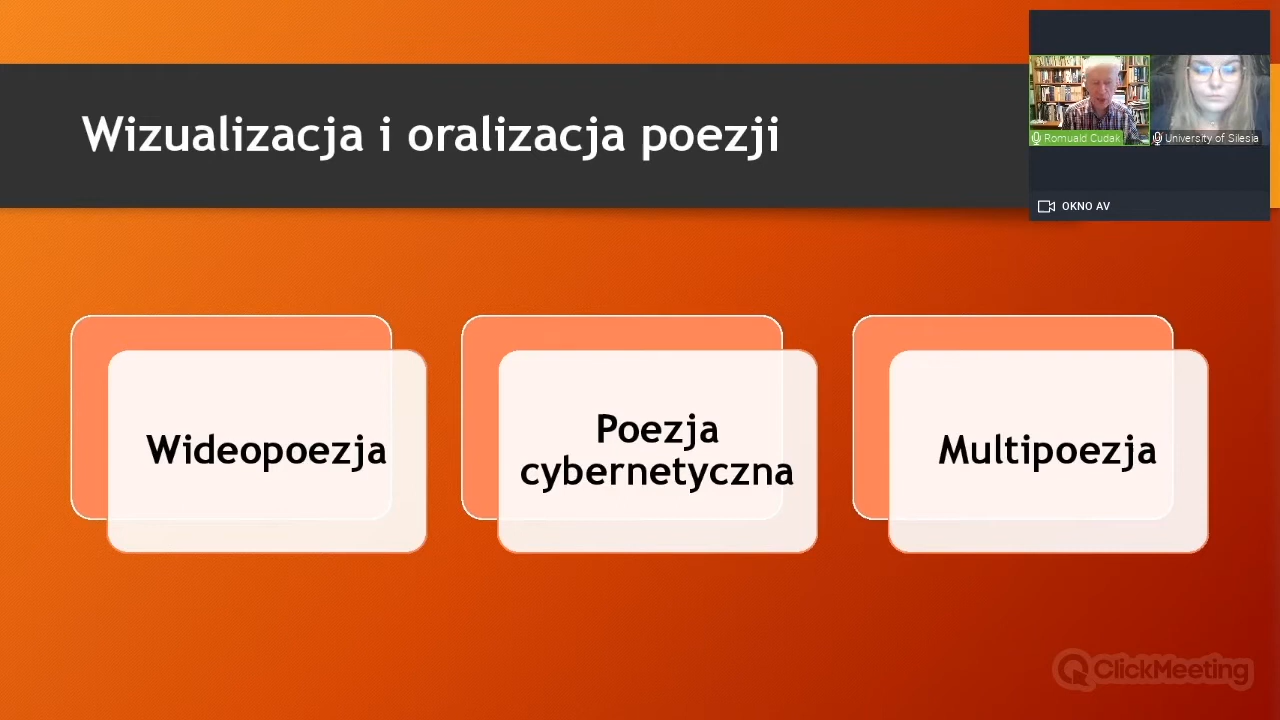 Wizualizacja i oralizacja poezji
Romuald Cudak
University of Silesia
OKNO AV
Wideopoezja
Poezja
cybernetyczna
Multipoezja
ClickMeeting